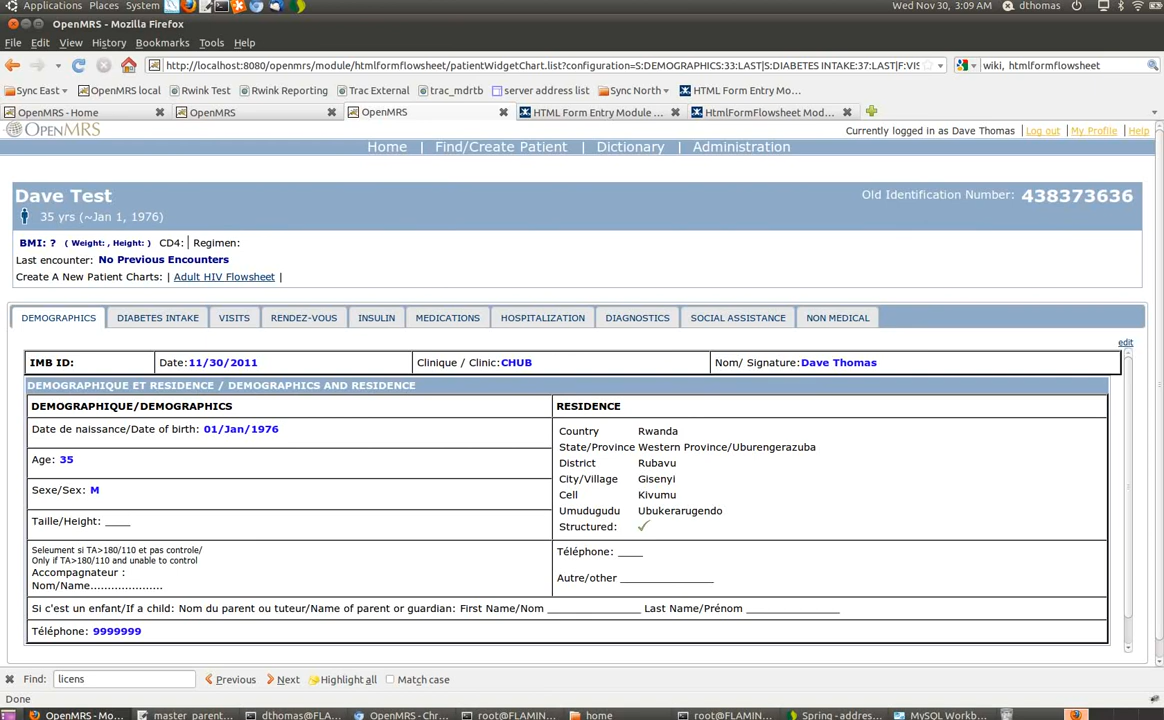 Applications Places System Wed Nov 30, 3:09 AM dthomas
OpenMRS - Mozilla Firefox
File Edit View History Bookmarks Tools Help
http://localhost:8080/openmrs/module/htmlformflowsheet/patientWidgetChart.list?configuration=S:DEMOGRAPHICS:33:LAST|S:DIABETES INTAKE:37:LAST|F:VIS wiki, htmlformflowsheet
Sync East OpenMRS local Rwink Test Rwink Reporting Trac External trac_mdrtb server address list Sync North HTML Form Entry Mo...
OpenMRS - Home OpenMRS OpenMRS HTML Form Entry Module ... HtmlFormFlowsheet Mod...
OPENMRS Currently logged in as Dave Thomas | Log out | My Profile | Help
Home | Find/Create Patient | Dictionary | Administration
Dave Test Old Identification Number: 438373636
35 yrs (~Jan 1, 1976)
BMI: ? ( Weight: , Height: ) CD4: | Regimen:
Last encounter: No Previous Encounters
Create A New Patient Charts: | Adult HIV Flowsheet |
DEMOGRAPHICS DIABETES INTAKE VISITS RENDEZ-VOUS INSULIN MEDICATIONS HOSPITALIZATION DIAGNOSTICS SOCIAL ASSISTANCE NON MEDICAL
edit
IMB ID: Date:11/30/2011 Clinique / Clinic:CHUB Nom/ Signature:Dave Thomas
DEMOGRAPHIQUE ET RESIDENCE / DEMOGRAPHICS AND RESIDENCE
DEMOGRAPHIQUE/DEMOGRAPHICS
Date de naissance/Date of birth: 01/Jan/1976
Age: 35
Sexe/Sex: M
Taille/Height: ____
Seleument si TA>180/110 et pas controle/
Only if TA>180/110 and unable to control
Accompagnateur :
Nom/Name.....................
RESIDENCE
Country Rwanda
State/Province Western Province/Uburengerazuba
District Rubavu
City/Village Gisenyi
Cell Kivumu
Umudugudu Ubukerarugendo
Structured: ✓
Téléphone: ____
Autre/other _______________
Si c'est un enfant/If a child: Nom du parent ou tuteur/Name of parent or guardian: First Name/Nom _______________ Last Name/Prénom _______________
Téléphone: 9999999
Find: licens Previous Next Highlight all Match case
Done
OpenMRS - Mo... master_parent... dthomas@FLA... OpenMRS - Chr... root@FLAMIN... home root@FLAMIN... Spring - addres... MySQL Workb...